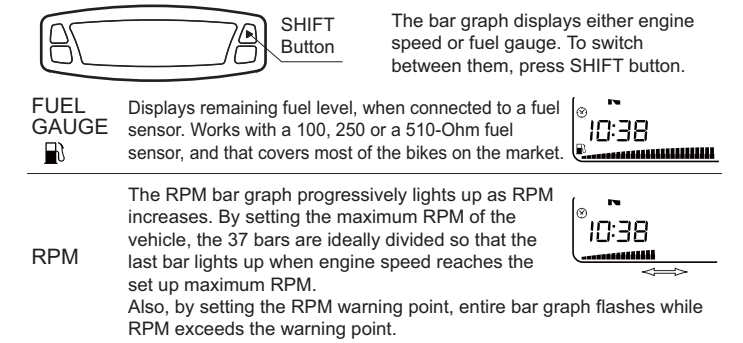 SHIFT
Button
The bar graph displays either engine
speed or fuel gauge. To switch
between them, press SHIFT button.
FUEL
GAUGE
Displays remaining fuel level, when connected to a fuel
sensor. Works with a 100, 250 or a 510-Ohm fuel
sensor, and that covers most of the bikes on the market.
10:38
RPM
The RPM bar graph progressively lights up as RPM
increases. By setting the maximum RPM of the
vehicle, the 37 bars are ideally divided so that the
last bar lights up when engine speed reaches the
set up maximum RPM.
Also, by setting the RPM warning point, entire bar graph flashes while
RPM exceeds the warning point.
10:38